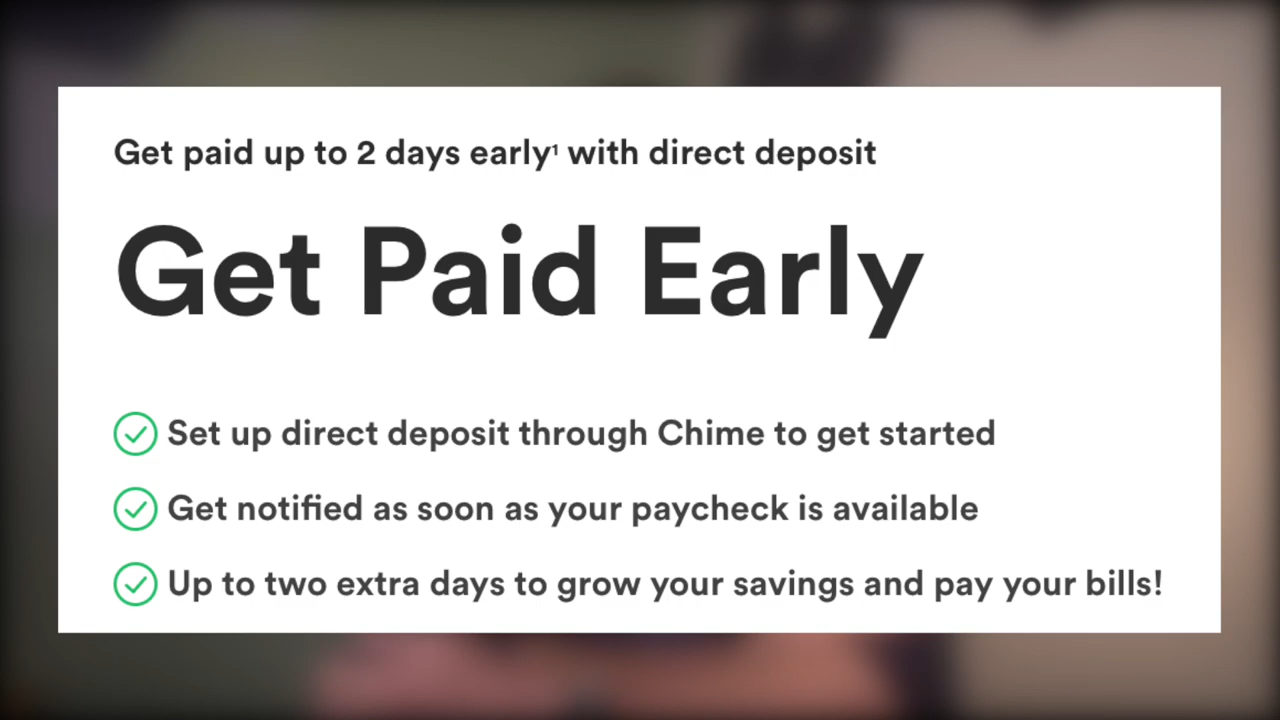 Get paid up to 2 days early¹ with direct deposit
Get Paid Early
Set up direct deposit through Chime to get started
Get notified as soon as your paycheck is available
Up to two extra days to grow your savings and pay your bills!